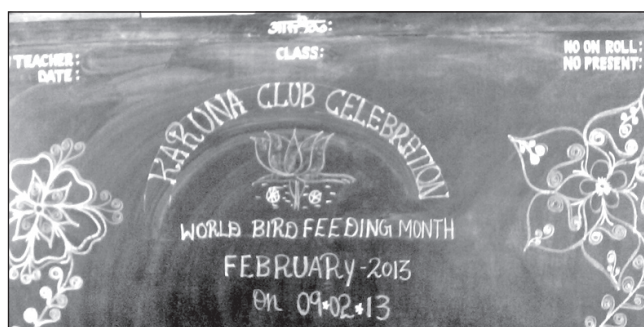 TEACHER:
DATE:
CLASS:
NO ON ROLL:
NO PRESENT:
KARUNA CLUB CELEBRATION
WORLD BIRD FEEDING MONTH
FEBRUARY-2013
on 09*02*13